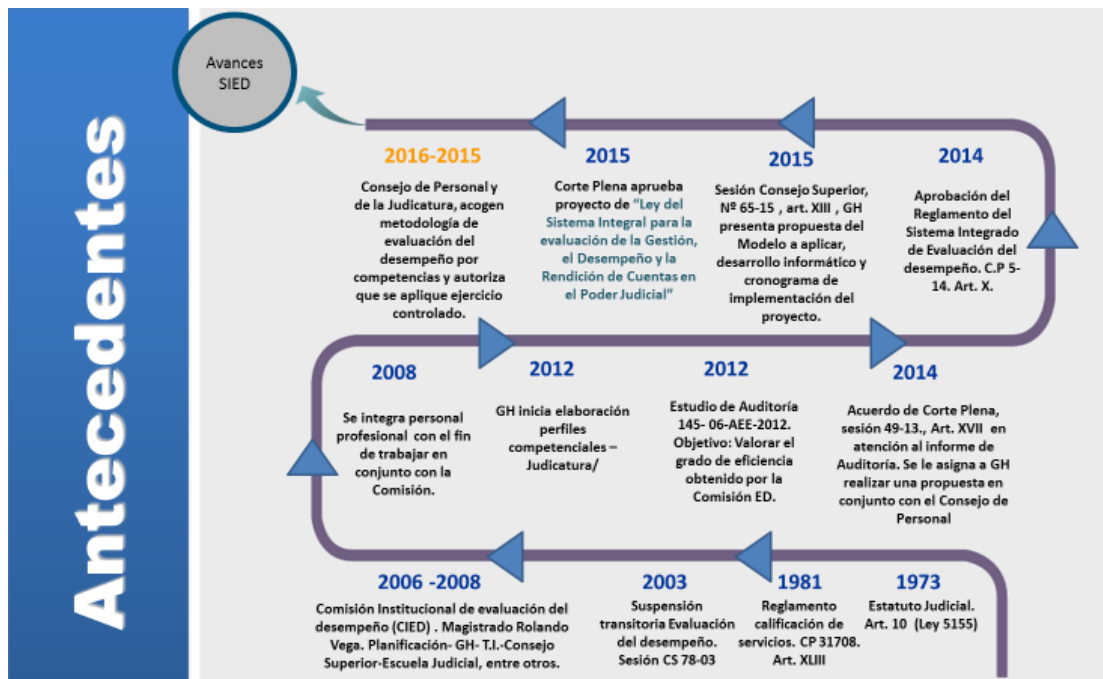 Antecedentes
Avances
SIED
2016-2015
Consejo de Personal y
de la Judicatura, acogen
metodología de
evaluación del
desempeño por
competencias y autoriza
que se aplique ejercicio
controlado.
2015
Corte Plena aprueba
proyecto de “Ley del
Sistema Integral para la
evaluación de la Gestión,
el Desempeño y la
Rendición de Cuentas en
el Poder Judicial”
2015
Sesión Consejo Superior,
Nº 65-15 , art. XIII , GH
presenta propuesta del
Modelo a aplicar,
desarrollo informático y
cronograma de
implementación del
proyecto.
2014
Aprobación del
Reglamento del
Sistema Integrado
de Evaluación del
desempeño. C.P 5-
14. Art. X.
2008
Se integra personal
profesional con el fin
de trabajar en
conjunto con la
Comisión.
2012
GH inicia elaboración
perfiles
competenciales –
Judicatura/
2012
Estudio de Auditoría
145- 06-AEE-2012.
Objetivo: Valorar el
grado de eficiencia
obtenido por la
Comisión ED.
2014
Acuerdo de Corte Plena,
sesión 49-13., Art. XVII en
atención al informe de
Auditoría. Se le asigna a GH
realizar una propuesta en
conjunto con el Consejo de
Personal
2006 -2008
Comisión Institucional de evaluación del
desempeño (CIED) . Magistrado Rolando
Vega. Planificación- GH- T.I.-Consejo
Superior-Escuela Judicial, entre otros.
2003
Suspensión
transitoria Evaluación
del desempeño.
Sesión CS 78-03
1981
Reglamento
calificación de
servicios. CP 31708.
Art. XLIII
1973
Estatuto Judicial.
Art. 10 (Ley 5155)